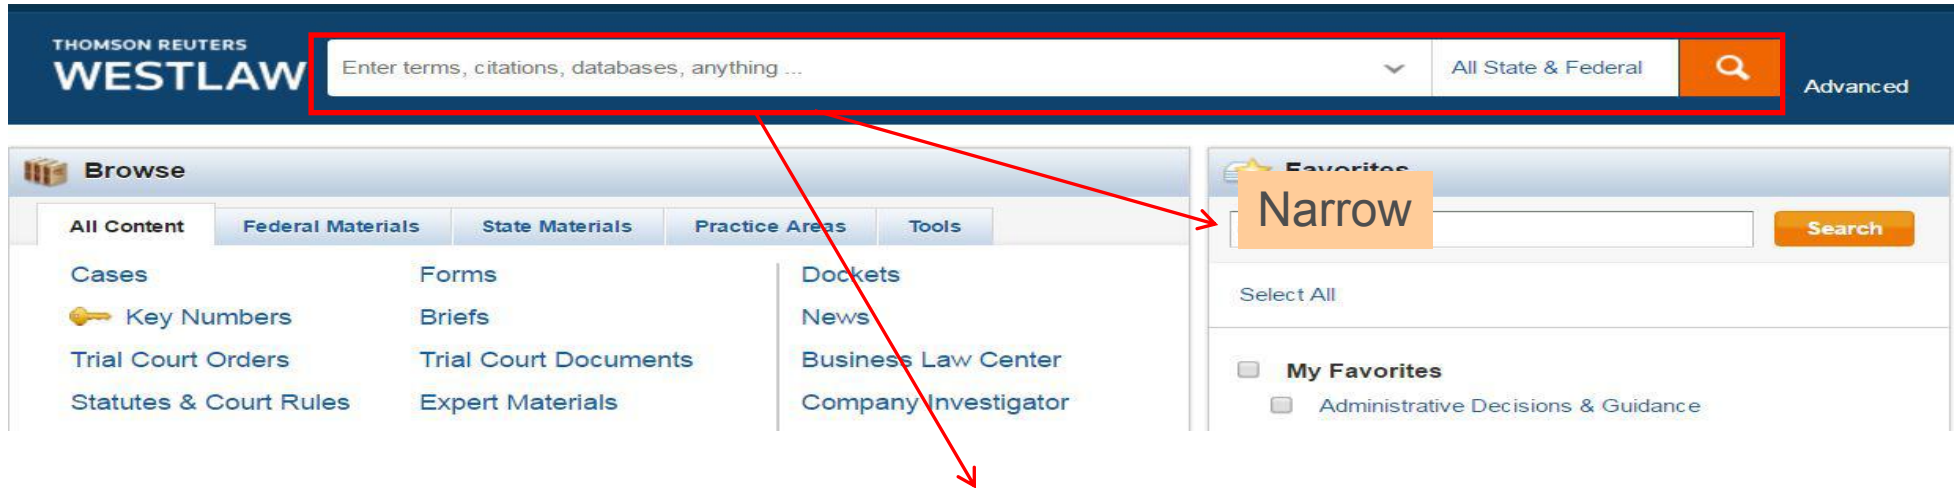 THOMSON REUTERS
WESTLAW
Enter terms, citations, databases, anything ...
All State & Federal
Advanced
Browse
All Content Federal Materials State Materials Practice Areas Tools
Cases Forms Dockets
Key Numbers Briefs News
Trial Court Orders Trial Court Documents Business Law Center
Statutes & Court Rules Expert Materials Company Investigator
Favorites
Narrow
Search
Select All
My Favorites
Administrative Decisions & Guidance